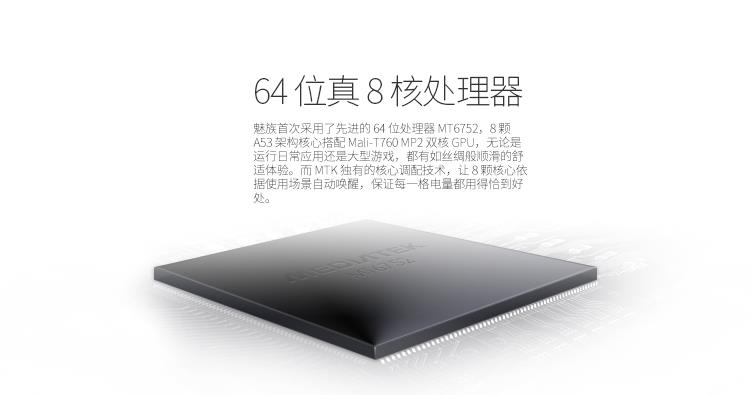 64 位真 8 核处理器
魅族首次采用了先进的 64 位处理器 MT6752，8 颗
A53 架构核心搭配 Mali-T760 MP2 双核 GPU，无论是
运行日常应用还是大型游戏，都有如丝绸般顺滑的舒
适体验。而 MTK 独有的核心调配技术，让 8 颗核心依
据使用场景自动唤醒，保证每一格电量都用得恰到好
处。
MEDIATEK
MT6752